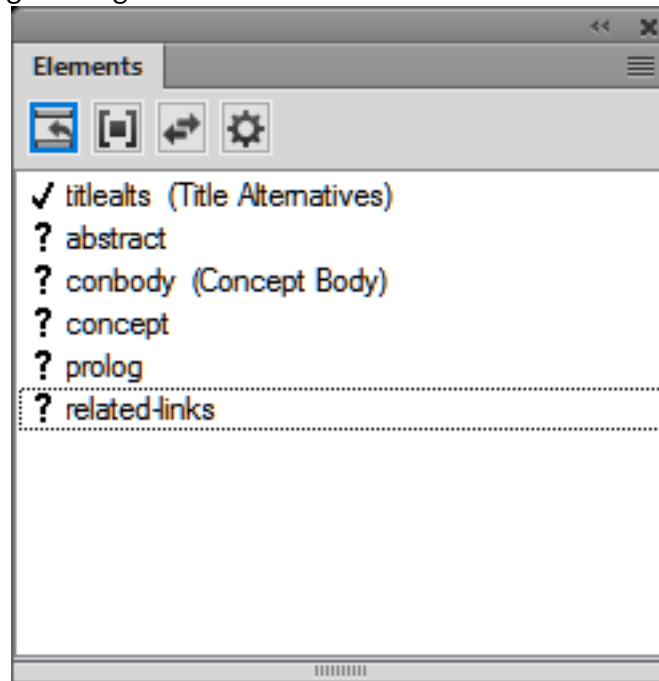 Elements
✓ titlealts (Title Alternatives)
? abstract
? conbody (Concept Body)
? concept
? prolog
? related-links